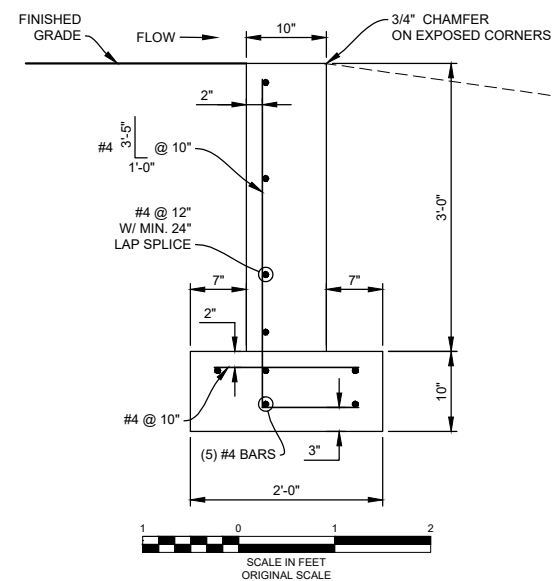 FINISHED
GRADE
FLOW
10"
3/4" CHAMFER
ON EXPOSED CORNERS
2"
#4 3'-5" 1'-0" @ 10"
3'-0"
#4 @ 12"
W/ MIN. 24"
LAP SPLICE
7"
7"
2"
10"
#4 @ 10"
(5) #4 BARS
3"
2'-0"
1 0 1 2
SCALE IN FEET
ORIGINAL SCALE